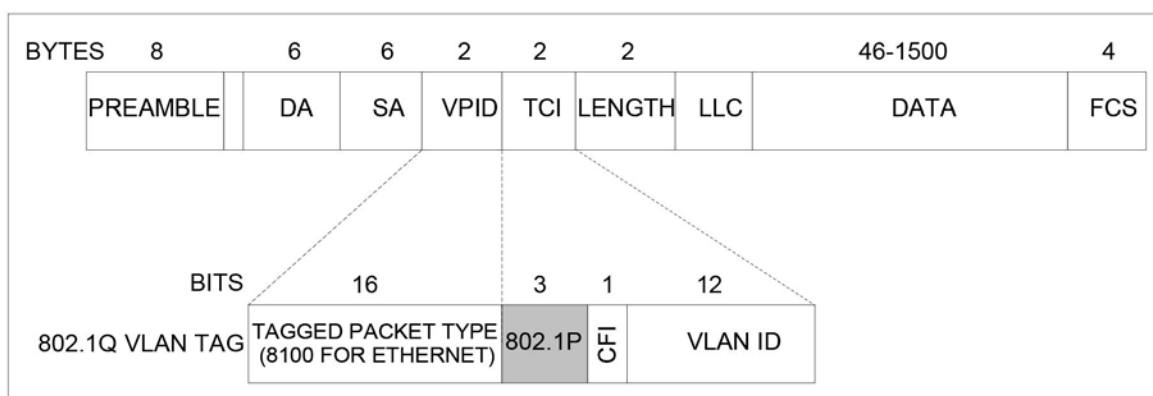 BYTES 8 6 6 2 2 2 46-1500 4
PREAMBLE DA SA VPID TCI LENGTH LLC DATA FCS
BITS 16 3 1 12
802.1Q VLAN TAG TAGGED PACKET TYPE (8100 FOR ETHERNET) 802.1P CFI VLAN ID